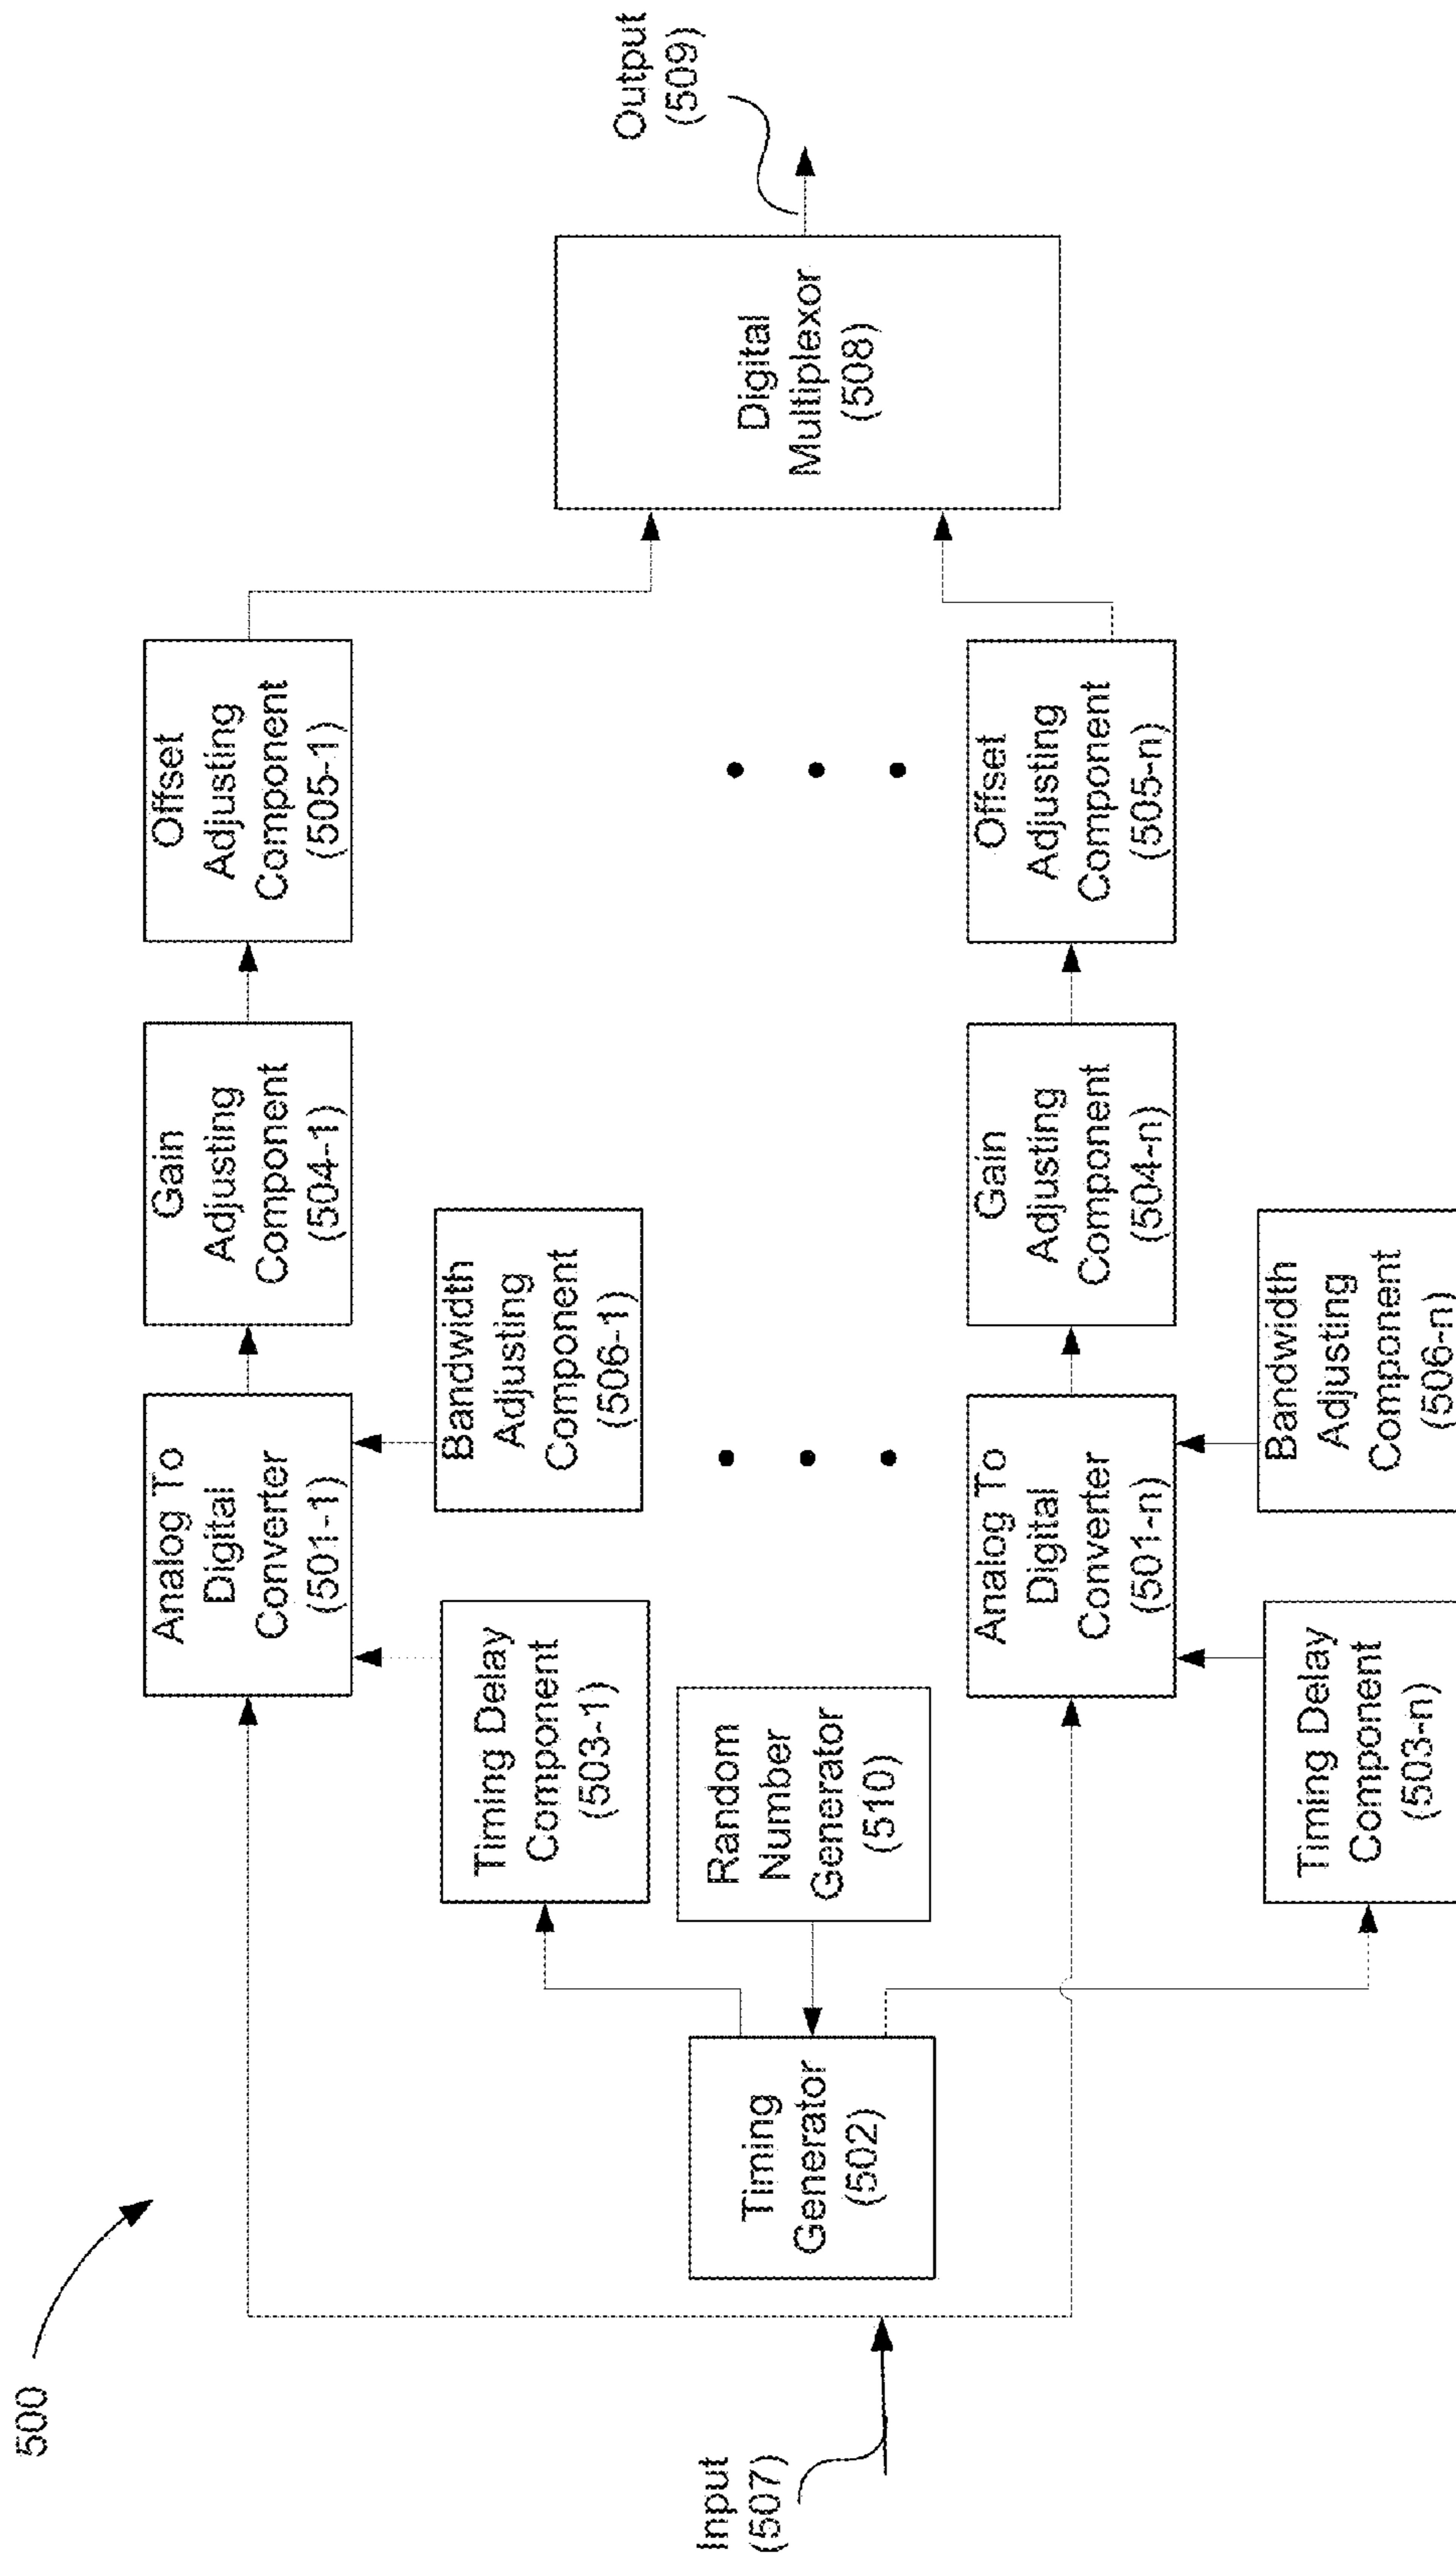 500
Analog To
Digital
Converter
(501-1)
Gain
Adjusting
Component
(504-1)
Offset
Adjusting
Component
(505-1)
Timing Delay
Component
(503-1)
Bandwidth
Adjusting
Component
(506-1)
Input
(507)
Timing
Generator
(502)
Random
Number
Generator
(510)
Digital
Multiplexor
(508)
Output
(509)
Analog To
Digital
Converter
(501-n)
Gain
Adjusting
Component
(504-n)
Offset
Adjusting
Component
(505-n)
Timing Delay
Component
(503-n)
Bandwidth
Adjusting
Component
(506-n)